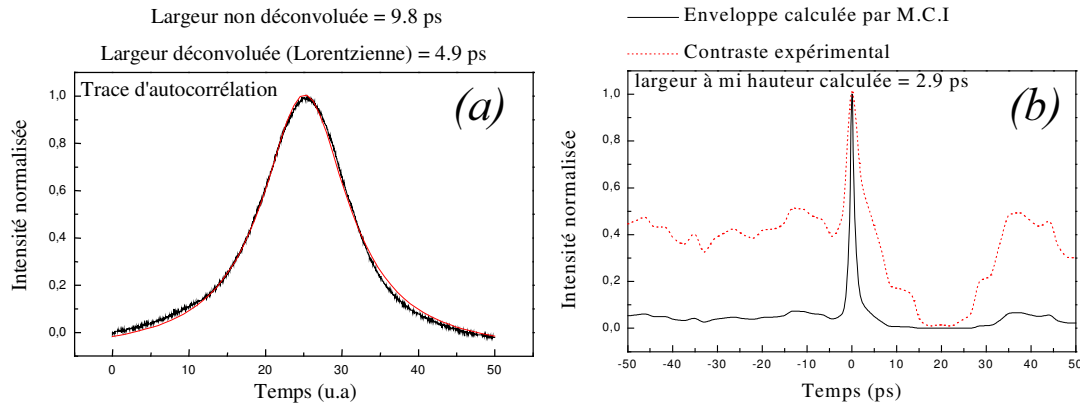 Largeur non déconvoluée = 9.8 ps
Largeur déconvoluée (Lorentzienne) = 4.9 ps
Trace d'autocorrélation
(a)
Intensité normalisée
1,0
0,8
0,6
0,4
0,2
0,0
0
10
20
30
40
50
Temps (u.a)
Enveloppe calculée par M.C.I
Contraste expérimental
largeur à mi hauteur calculée = 2.9 ps
(b)
Intensité normalisée
1,0
0,8
0,6
0,4
0,2
0,0
-50
-40
-30
-20
-10
0
10
20
30
40
50
Temps (ps)